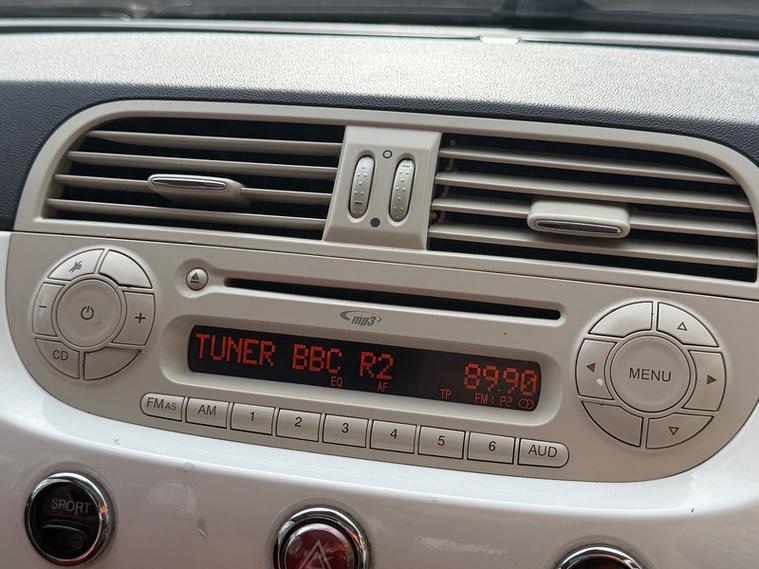 mp3
TUNER BBC R2 89.90
EQ AF TP FM1 P2
CD
MENU
FM AS AM 1 2 3 4 5 6 AUD
SPORT